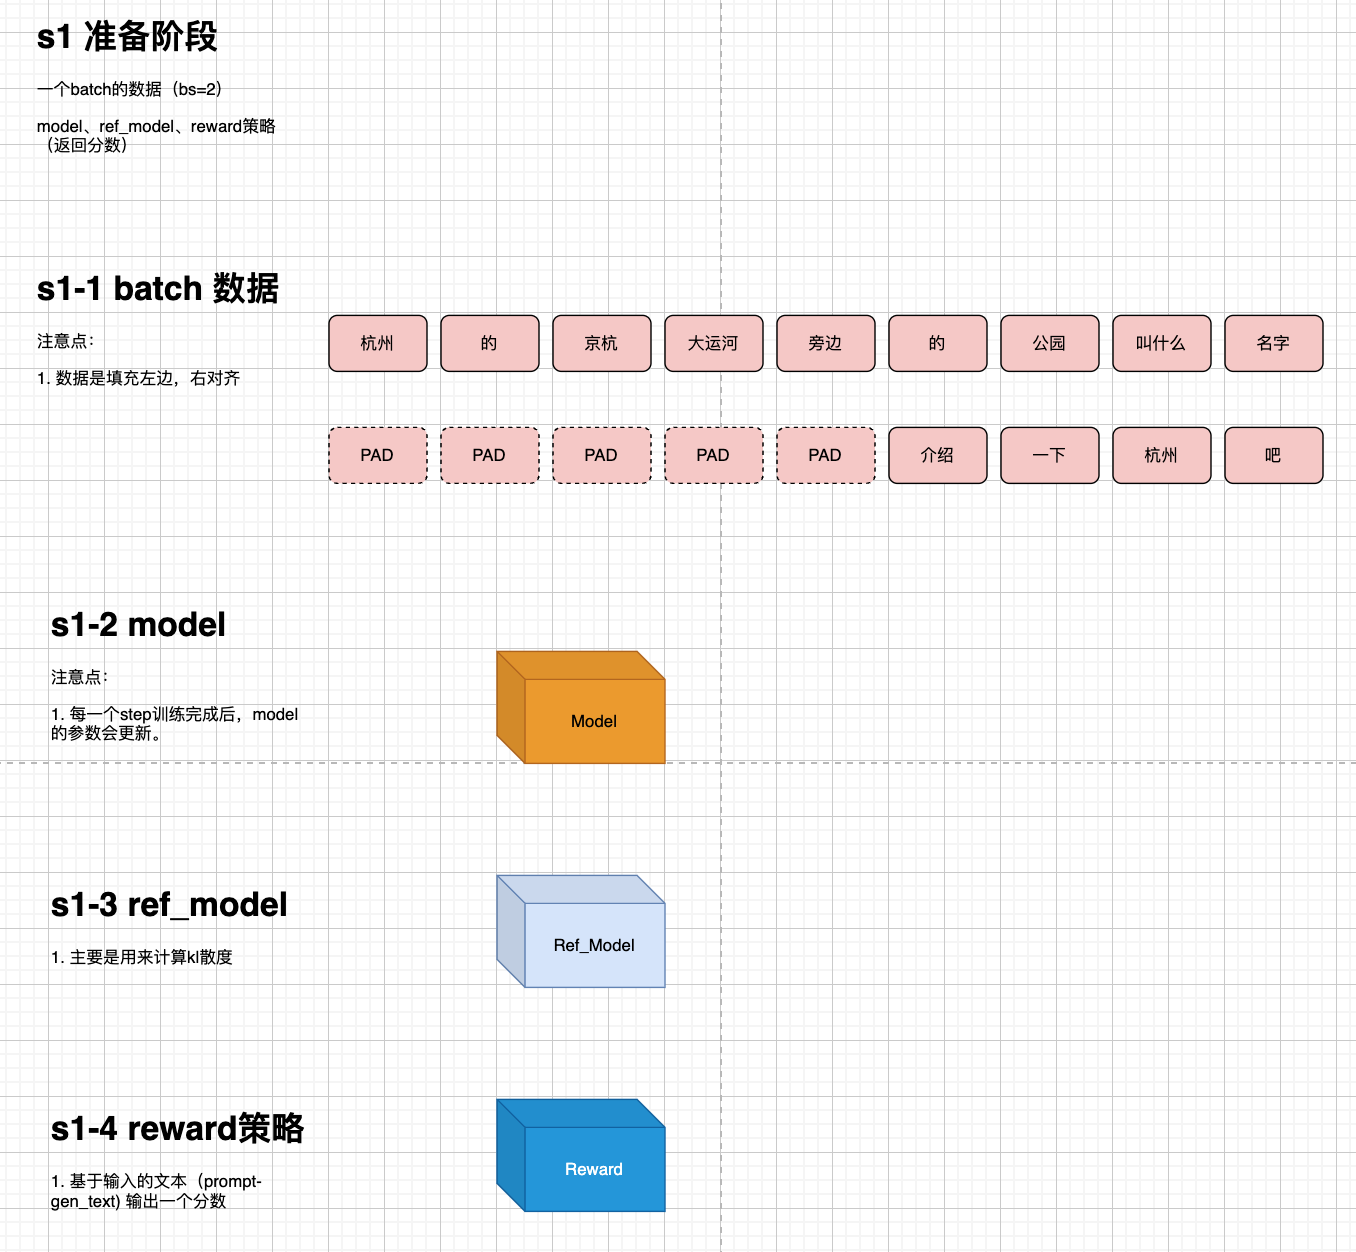 s1 准备阶段
一个batch的数据（bs=2）
model、ref_model、reward策略
（返回分数）
s1-1 batch 数据
注意点：
1. 数据是填充左边，右对齐
杭州 的 京杭 大运河 旁边 的 公园 叫什么 名字
PAD PAD PAD PAD PAD 介绍 一下 杭州 吧
s1-2 model
注意点：
1. 每一个step训练完成后，model
的参数会更新。
Model
s1-3 ref_model
1. 主要是用来计算kl散度
Ref_Model
s1-4 reward策略
1. 基于输入的文本（prompt-
gen_text) 输出一个分数
Reward